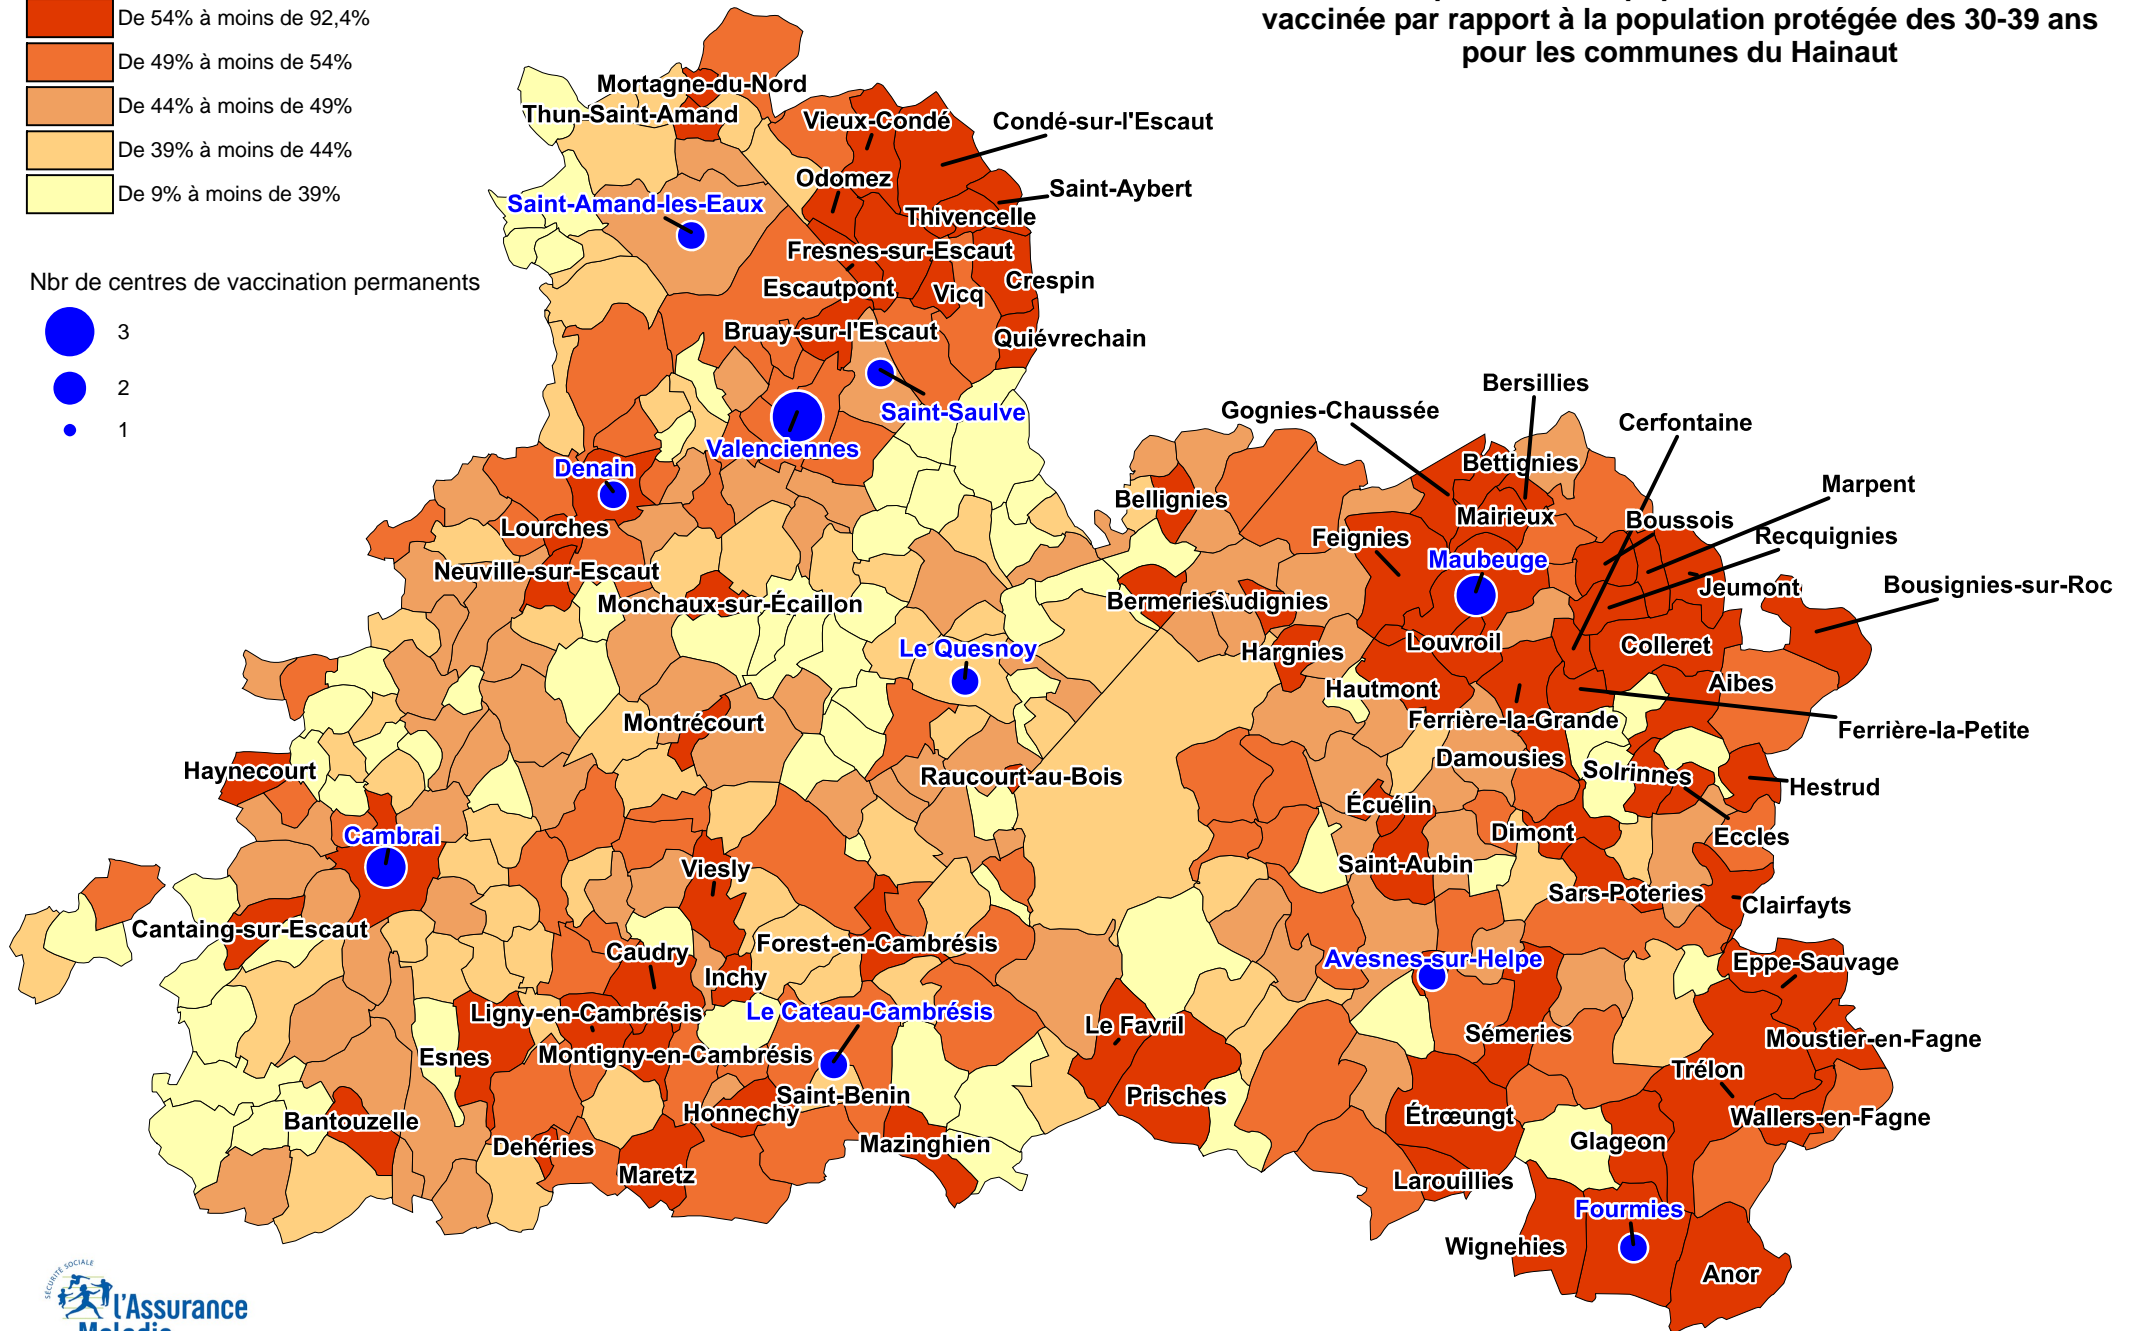 vaccinée par rapport à la population protégée des 30-39 ans
pour les communes du Hainaut
De 54% à moins de 92,4%
De 49% à moins de 54%
De 44% à moins de 49%
De 39% à moins de 44%
De 9% à moins de 39%
Nbr de centres de vaccination permanents
3
2
1
Mortagne-du-Nord
Thun-Saint-Amand
Vieux-Condé
Condé-sur-l'Escaut
Odomez
Saint-Aybert
Saint-Amand-les-Eaux
Thivencelle
Fresnes-sur-Escaut
Crespin
Escautpont
Vicq
Bruay-sur-l'Escaut
Quiévrechain
Saint-Saulve
Valenciennes
Denain
Lourches
Neuville-sur-Escaut
Monchaux-sur-Écaillon
Le Quesnoy
Montrécourt
Haynecourt
Raucourt-au-Bois
Cambrai
Viesly
Cantaing-sur-Escaut
Caudry
Forest-en-Cambrésis
Inchy
Ligny-en-Cambrésis
Le Cateau-Cambrésis
Esnes
Montigny-en-Cambrésis
Saint-Benin
Honnechy
Bantouzelle
Dehéries
Maretz
Mazinghien
Bersillies
Gognies-Chaussée
Cerfontaine
Bettignies
Marpent
Bellignies
Mairieux
Boussois
Recquignies
Feignies
Maubeuge
Jeumont
Bousignies-sur-Roc
Bermeries
Audignies
Hargnies
Louvroil
Colleret
Hautmont
Aibes
Ferrière-la-Grande
Ferrière-la-Petite
Damousies
Solrinnes
Hestrud
Écuélin
Dimont
Eccles
Saint-Aubin
Sars-Poteries
Clairfayts
Avesnes-sur-Helpe
Eppe-Sauvage
Le Favril
Sémeries
Moustier-en-Fagne
Trélon
Prisches
Étrœungt
Wallers-en-Fagne
Glageon
Larouillies
Fourmies
Wignehies
Anor
SÉCURITÉ SOCIALE
l'Assurance
Maladie